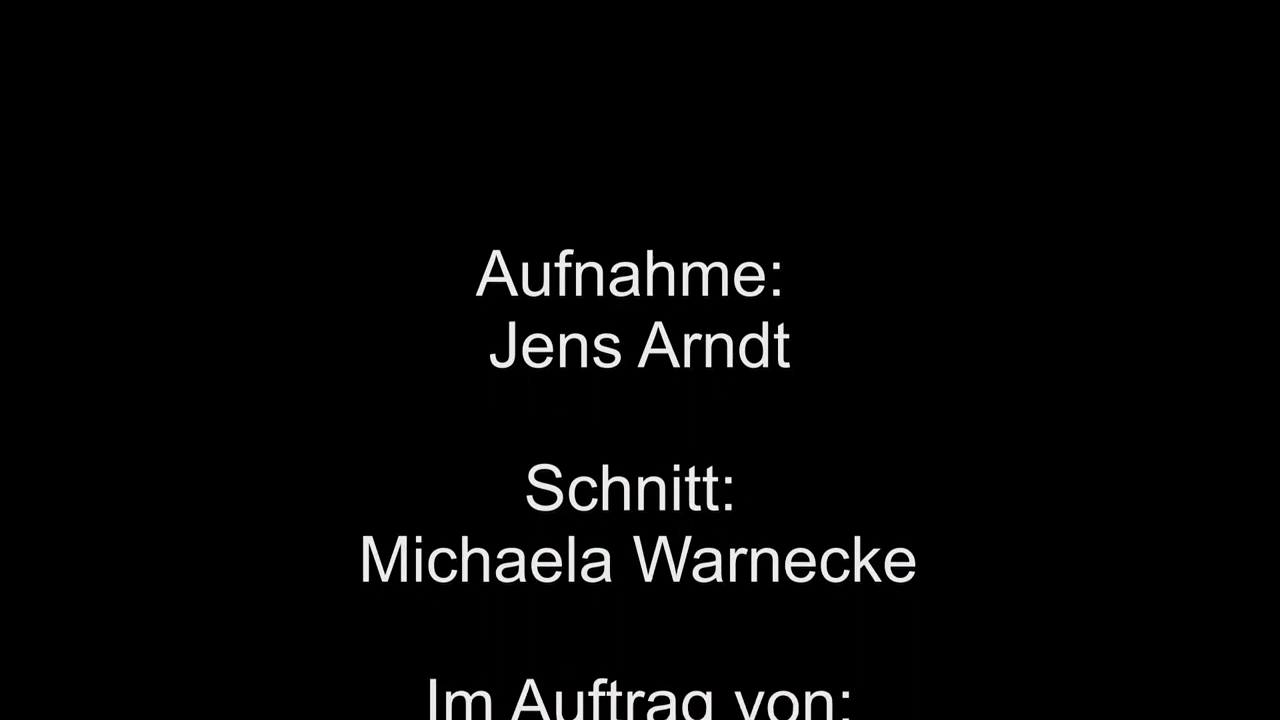 Aufnahme:
Jens Arndt
Schnitt:
Michaela Warnecke
Im Auftrag von: